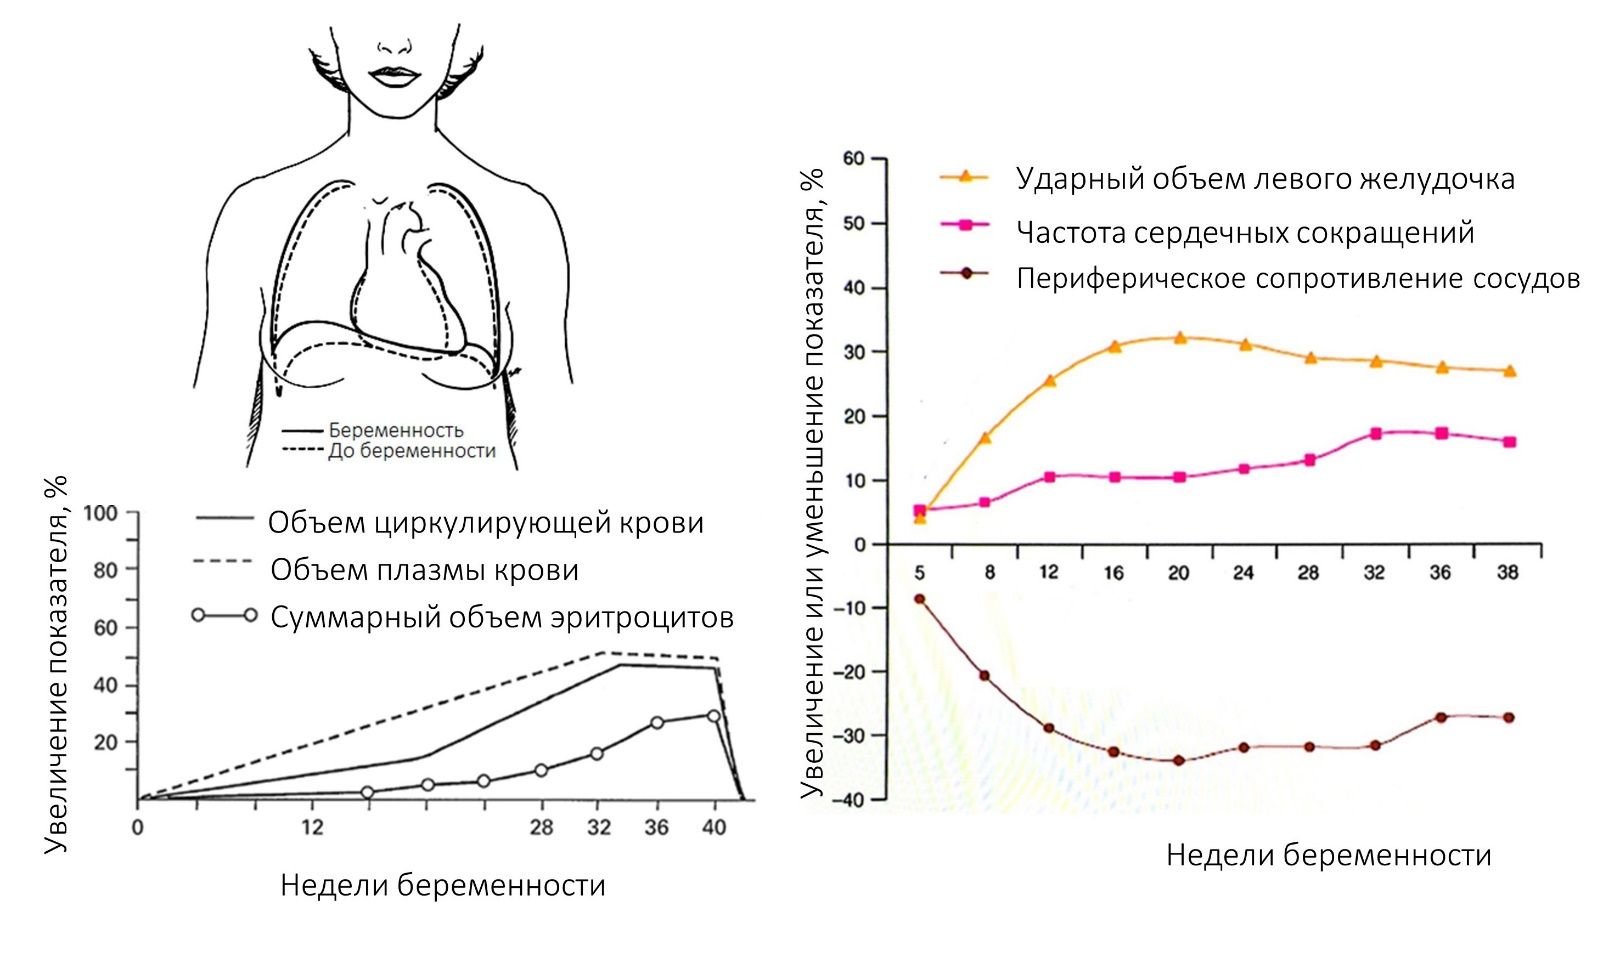 Беременность
До беременности
Увеличение показателя, %
100
80
60
40
20
Объем циркулирующей крови
Объем плазмы крови
Суммарный объем эритроцитов
0 12 28 32 36 40
Недели беременности
Увеличение или уменьшение показателя, %
60
50
40
30
20
10
0
–10
–20
–30
–40
Ударный объем левого желудочка
Частота сердечных сокращений
Периферическое сопротивление сосудов
5 8 12 16 20 24 28 32 36 38
Недели беременности